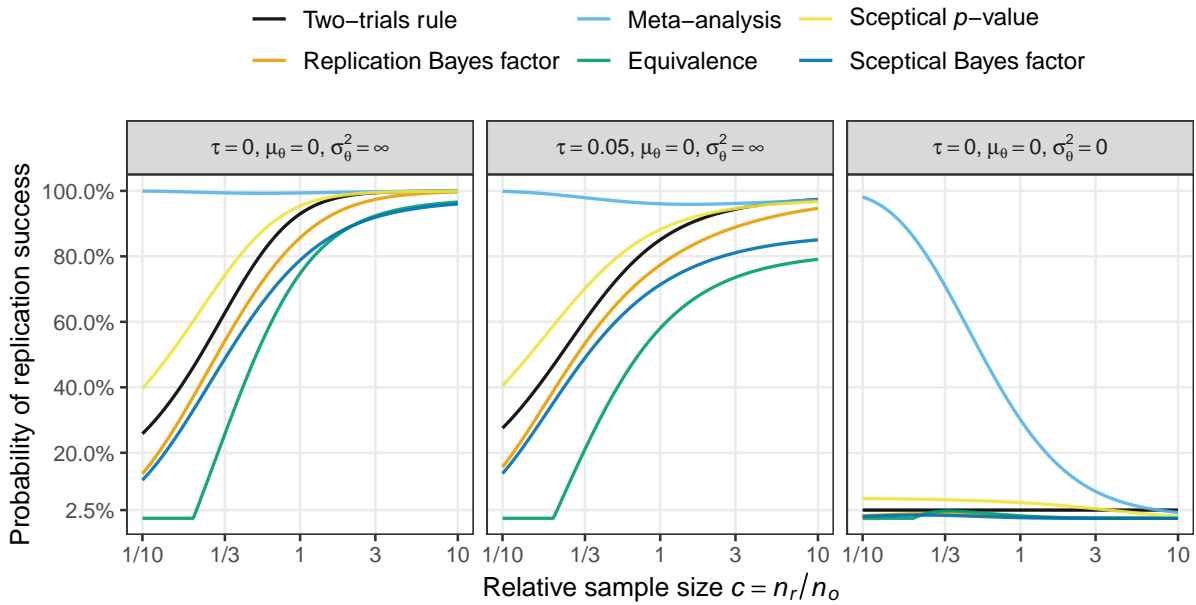 Two−trials rule Meta−analysis Sceptical p−value
Replication Bayes factor Equivalence Sceptical Bayes factor
τ = 0, μθ = 0, σ²θ = ∞ τ = 0.05, μθ = 0, σ²θ = ∞ τ = 0, μθ = 0, σ²θ = 0
Probability of replication success
100.0%
80.0%
60.0%
40.0%
20.0%
2.5%
1/10 1/3 1 3 10 1/10 1/3 1 3 10 1/10 1/3 1 3 10
Relative sample size c = nr/no